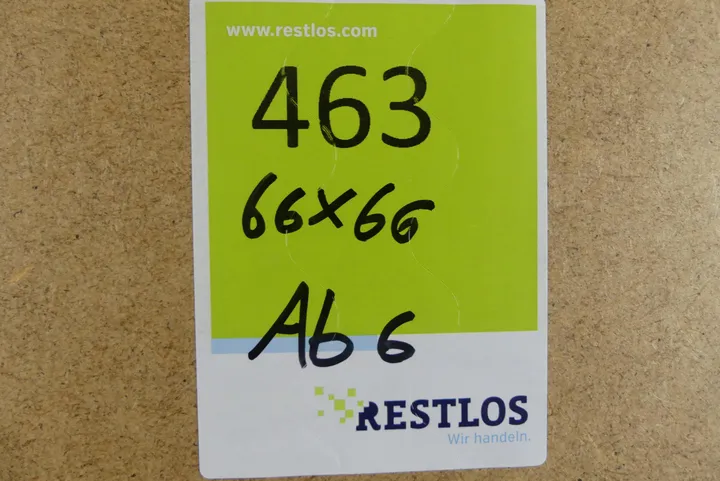 www.restlos.com
463
66x66
Ab 6
RESTLOS
Wir handeln.